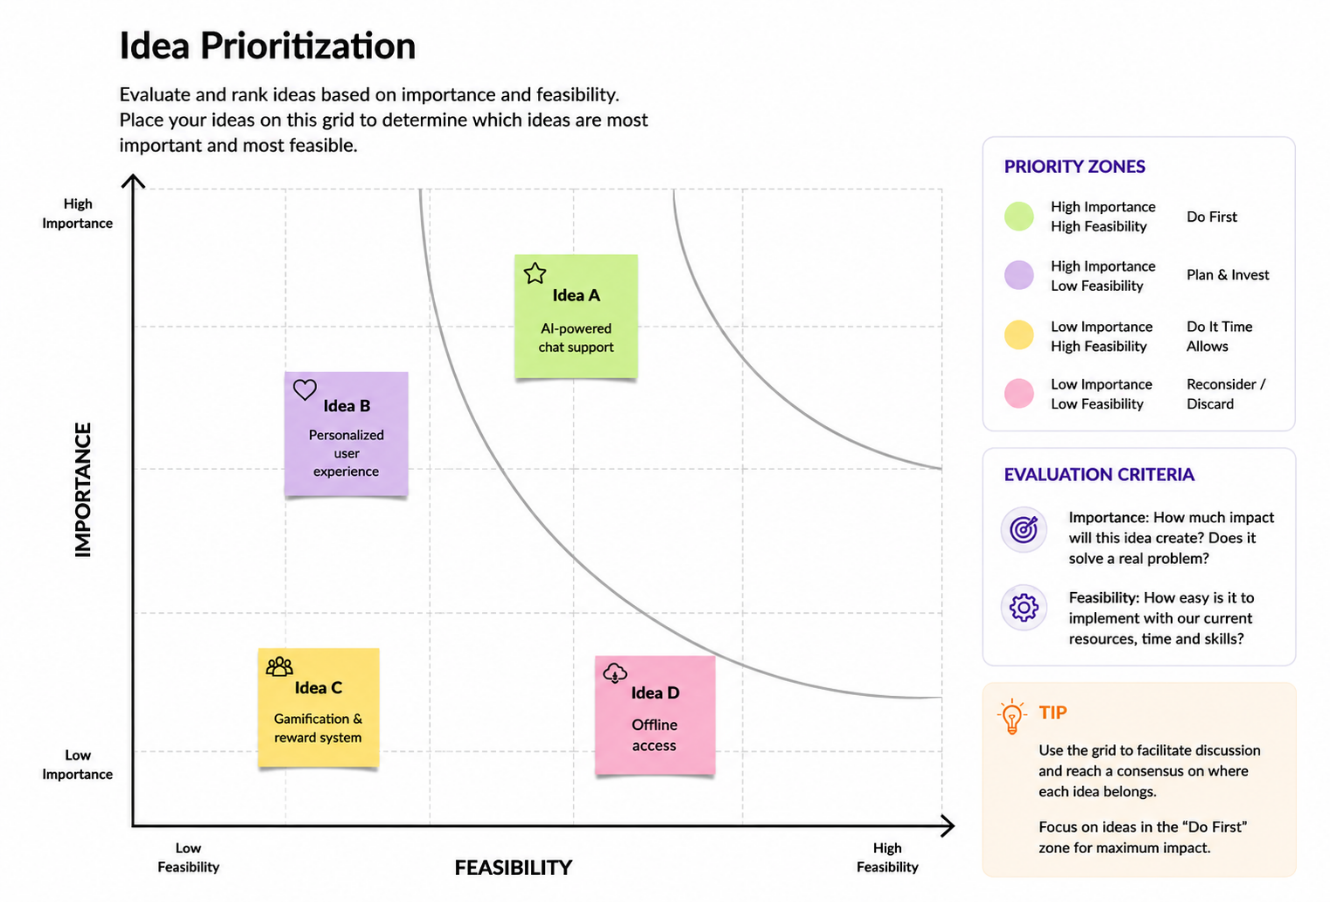 Idea Prioritization
Evaluate and rank ideas based on importance and feasibility.
Place your ideas on this grid to determine which ideas are most
important and most feasible.
High
Importance
IMPORTANCE
Low
Importance
Idea A
AI-powered
chat support
Idea B
Personalized
user
experience
Idea C
Gamification &
reward system
Idea D
Offline
access
Low
Feasibility
FEASIBILITY
High
Feasibility
PRIORITY ZONES
High Importance
High Feasibility
Do First
High Importance
Low Feasibility
Plan & Invest
Low Importance
High Feasibility
Do It Time
Allows
Low Importance
Low Feasibility
Reconsider /
Discard
EVALUATION CRITERIA
Importance: How much impact
will this idea create? Does it
solve a real problem?
Feasibility: How easy is it to
implement with our current
resources, time and skills?
TIP
Use the grid to facilitate discussion
and reach a consensus on where
each idea belongs.
Focus on ideas in the “Do First”
zone for maximum impact.